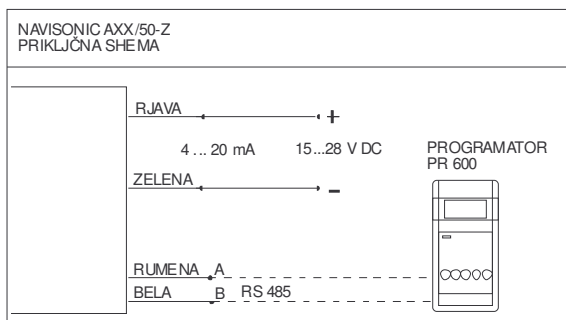 NAVISONIC AXX/50-Z
PRIKLJČNA SHEMA
RJAVA
+
4 ... 20 mA
15...28 V DC
PROGRAMATOR
PR 600
ZELENA
-
RUMENA A
BELA B RS 485